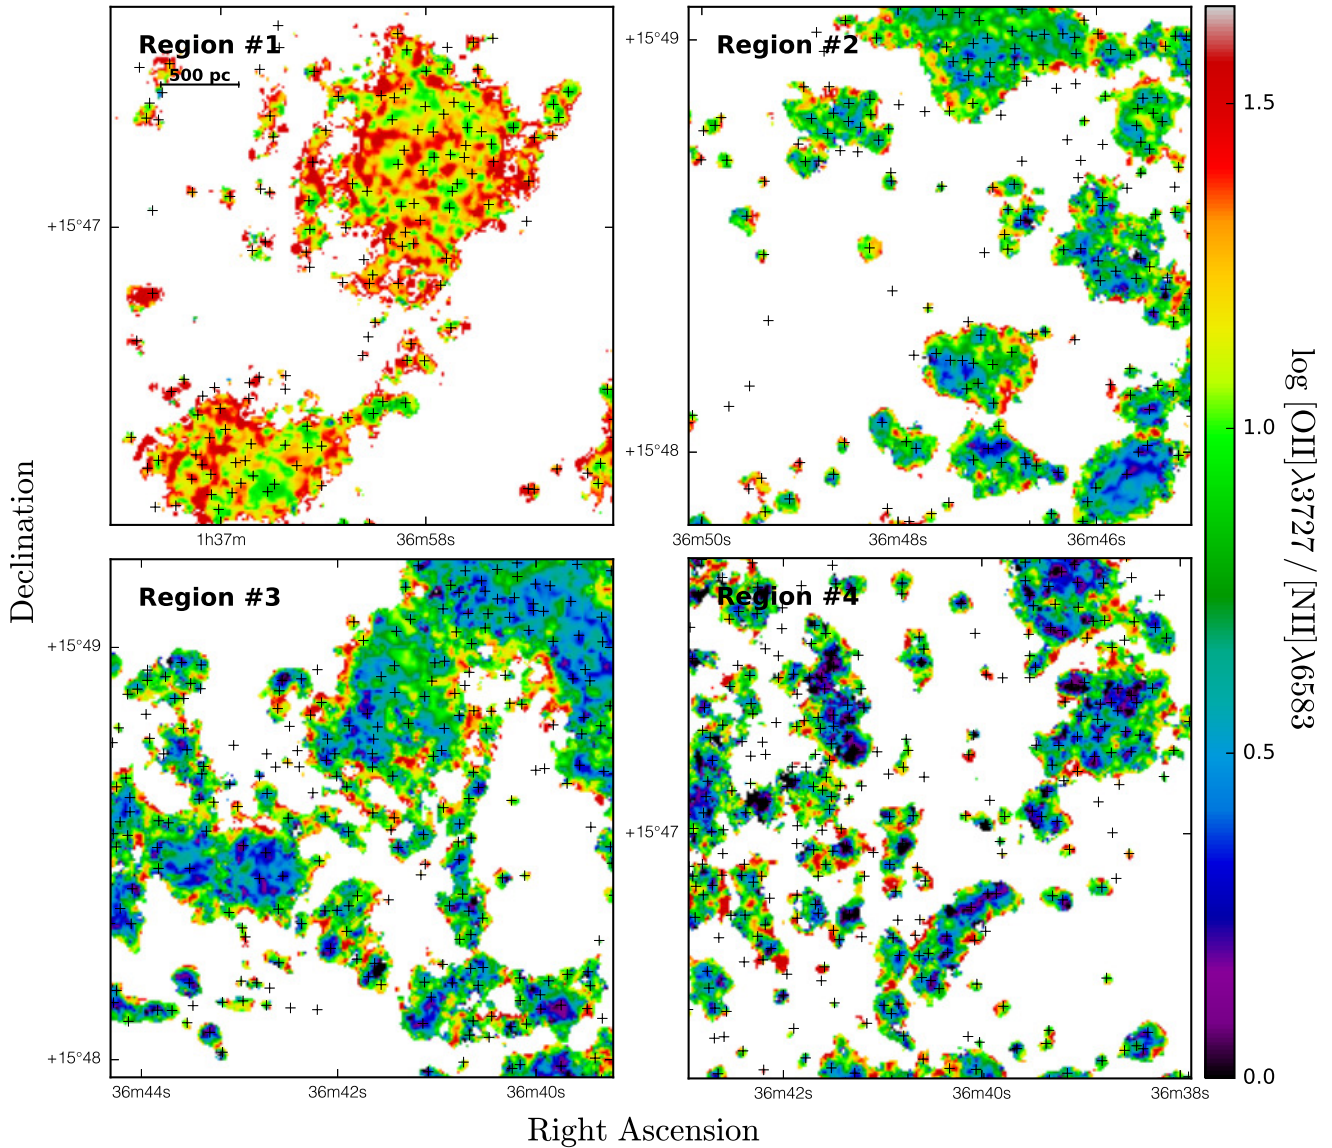 Region #1
500 pc
Region #2
+15°49
+15°48
+15°47
1h37m
36m58s
36m50s
36m48s
36m46s
Region #3
Region #4
+15°49
+15°48
+15°47
36m44s
36m42s
36m40s
36m42s
36m40s
36m38s
1.5
1.0
0.5
0.0
log [OII]λ3727 / [NII]λ6583
Declination
Right Ascension